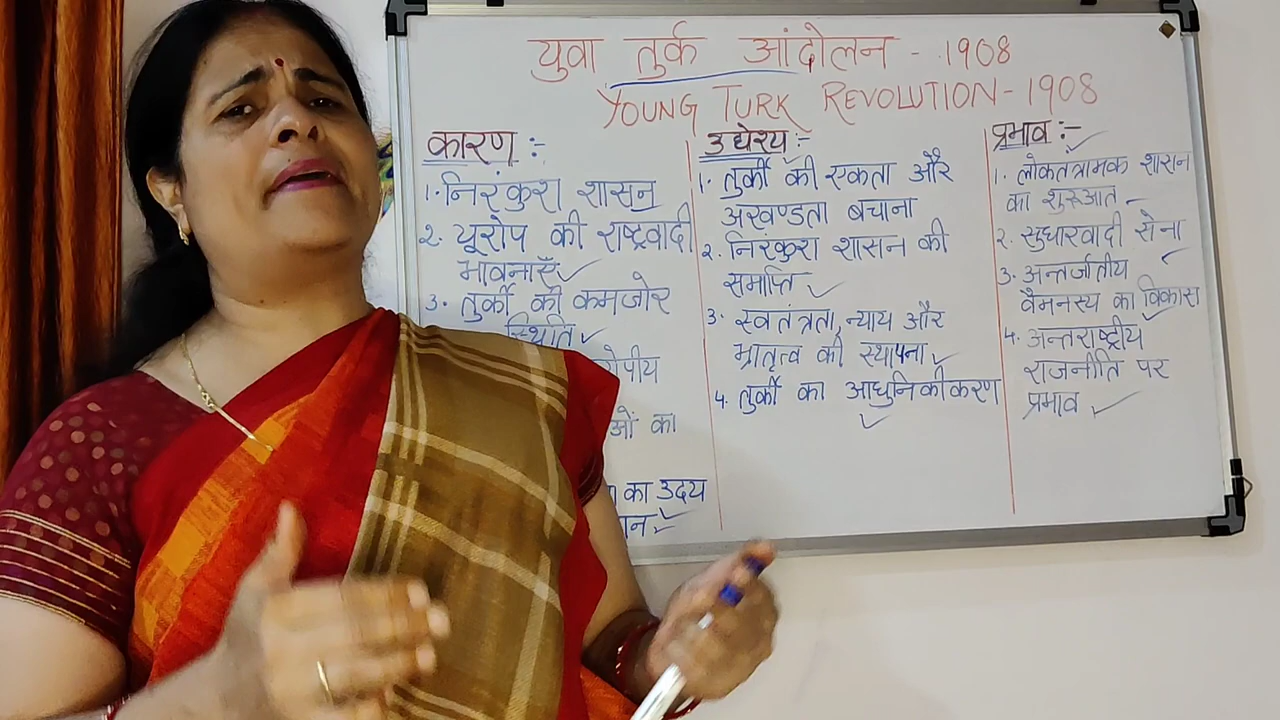 युवा तुर्क आंदोलन - 1908
YOUNG TURK REVOLUTION - 1908
कारण :-
1. निरंकुश शासन
2. यूरोप की राष्ट्रवादी
भावनाएँ
3. तुर्की की कमजोर
स्थिति
का
का उदय
उद्येश्य :-
1. तुर्की की एकता और
अखण्डता बचाना
2. निरकुश शासन की
समाप्ति
3. स्वतंत्रता, न्याय और
भ्रातृत्व की स्थापना
4. तुर्की का आधुनिकीकरण
प्रभाव :-
1. लोकतंत्रामक शासन
का शुरूआत
2. सुधारवादी सेना
3. अन्तर्जातीय
वैमनस्य का विकास
4. अन्तराष्ट्रीय
राजनीति पर
प्रभाव